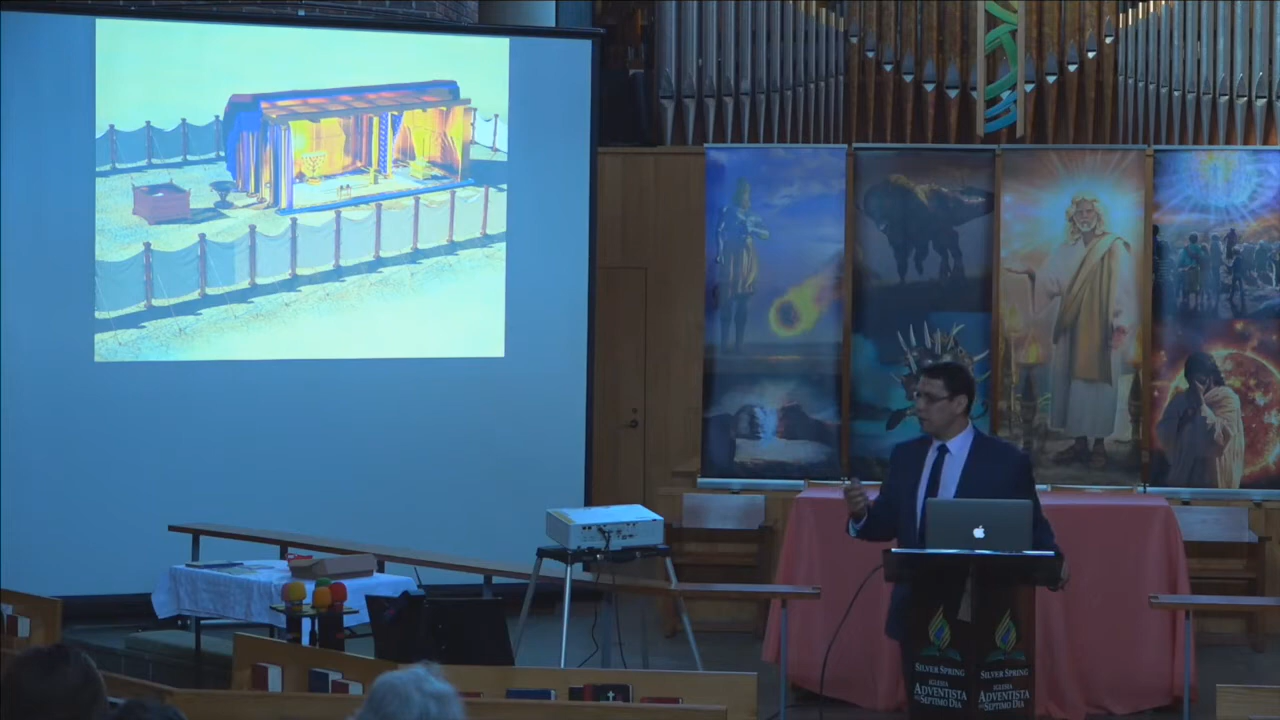 SILVER SPRING
IGLESIA
ADVENTISTA
DEL SÉPTIMO DÍA
SILVER SPRING
IGLESIA
ADVENTISTA
DEL SÉPTIMO DÍA